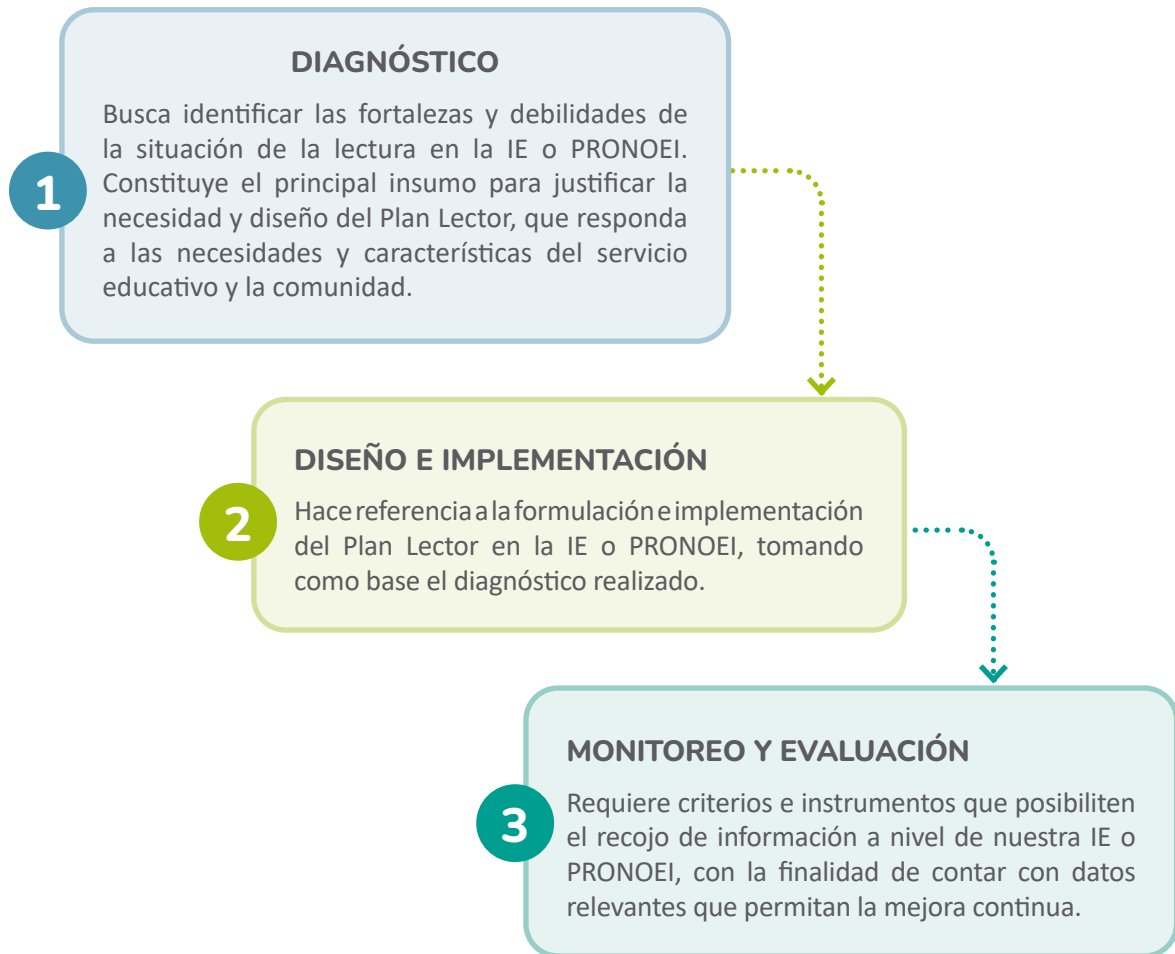 DIAGNÓSTICO
Busca identificar las fortalezas y debilidades de
la situación de la lectura en la IE o PRONOEI.
Constituye el principal insumo para justificar la
necesidad y diseño del Plan Lector, que responda
a las necesidades y características del servicio
educativo y la comunidad.
1
DISEÑO E IMPLEMENTACIÓN
Hace referencia a la formulación e implementación
del Plan Lector en la IE o PRONOEI, tomando
como base el diagnóstico realizado.
2
MONITOREO Y EVALUACIÓN
Requiere criterios e instrumentos que posibiliten
el recojo de información a nivel de nuestra IE o
PRONOEI, con la finalidad de contar con datos
relevantes que permitan la mejora continua.
3